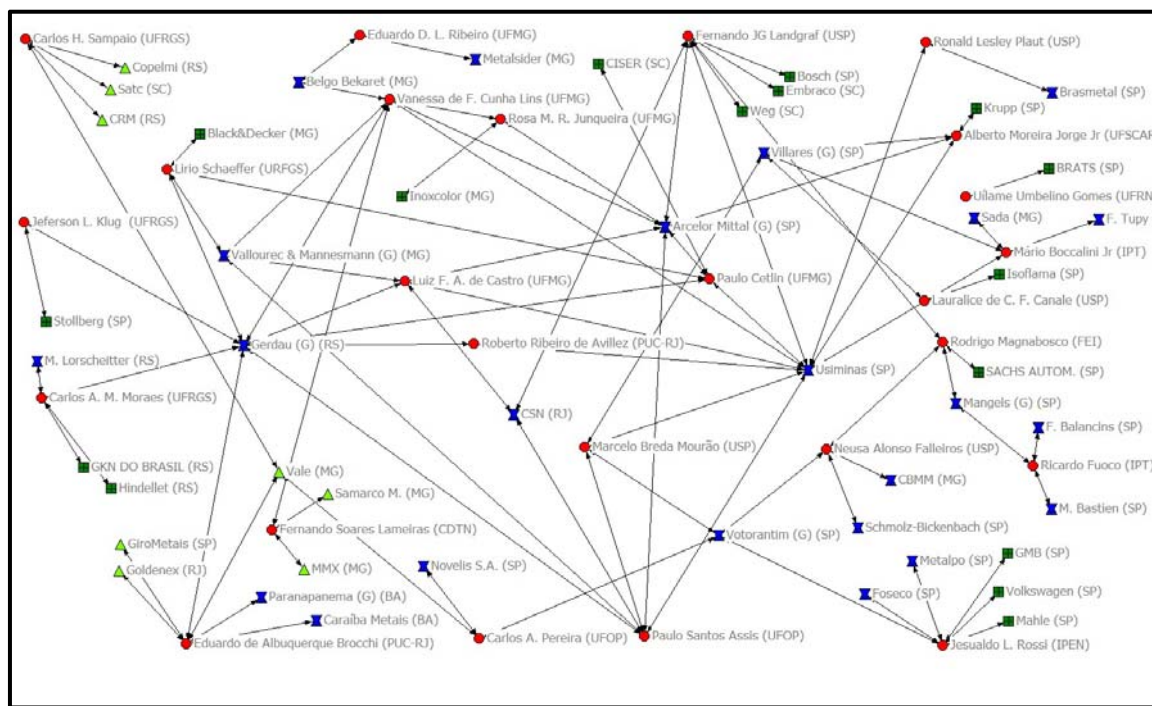 Carlos H. Sampaio (UFRGS)
Eduardo D. L. Ribeiro (UFMG)
Fernando JG Landgraf (USP)
Ronald Lesley Plaut (USP)
Copelmi (RS)
Metalsider (MG)
CISER (SC)
Bosch (SP)
Satc (SC)
Belgo Bekaret (MG)
Embraco (SC)
Brasmetal (SP)
Vanessa de F. Cunha Lins (UFMG)
Weg (SC)
Krupp (SP)
CRM (RS)
Rosa M. R. Junqueira (UFMG)
Black&Decker (MG)
Alberto Moreira Jorge Jr (UFSCAR
Villares (G) (SP)
Lirio Schaeffer (URFGS)
BRATS (SP)
Inoxcolor (MG)
Uílame Umbelino Gomes (UFRN
Jeferson L. Klug (UFRGS)
Arcelor Mittal (G) (SP)
Sada (MG)
F. Tupy
Vallourec & Mannesmann (G) (MG)
Mário Boccalini Jr (IPT)
Luiz F. A. de Castro (UFMG)
Paulo Cetlin (UFMG)
Isoflama (SP)
Lauralice de C. F. Canale (USP)
Stollberg (SP)
Gerdau (G) (RS)
Roberto Ribeiro de Avillez (PUC-RJ)
Rodrigo Magnabosco (FEI)
M. Lorscheitter (RS)
Usiminas (SP)
SACHS AUTOM. (SP)
Carlos A. M. Moraes (UFRGS)
CSN (RJ)
Mangels (G) (SP)
F. Balancins (SP)
Marcelo Breda Mourão (USP)
Neusa Alonso Falleiros (USP)
GKN DO BRASIL (RS)
Vale (MG)
Ricardo Fuoco (IPT)
Hindellet (RS)
CBMM (MG)
Samarco M. (MG)
M. Bastien (SP)
Fernando Soares Lameiras (CDTN)
Schmolz-Bickenbach (SP)
Votorantim (G) (SP)
GiroMetais (SP)
Goldenex (RJ)
MMX (MG)
Novelis S.A. (SP)
Metalpo (SP)
GMB (SP)
Paranapanema (G) (BA)
Foseco (SP)
Volkswagen (SP)
Caraíba Metais (BA)
Mahle (SP)
Eduardo de Albuquerque Brocchi (PUC-RJ)
Carlos A. Pereira (UFOP)
Paulo Santos Assis (UFOP)
Jesualdo L. Rossi (IPEN)